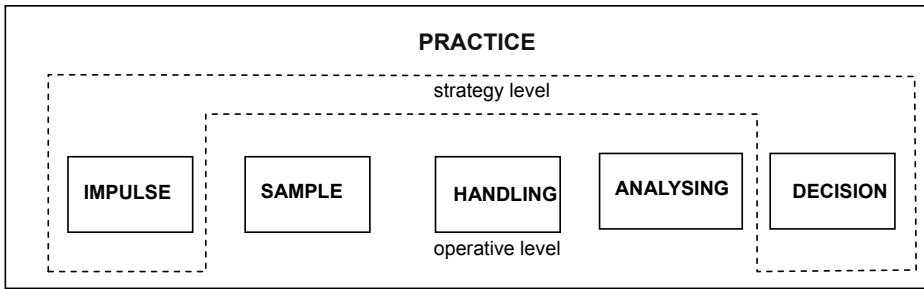 PRACTICE
strategy level
IMPULSE
SAMPLE
HANDLING
ANALYSING
DECISION
operative level